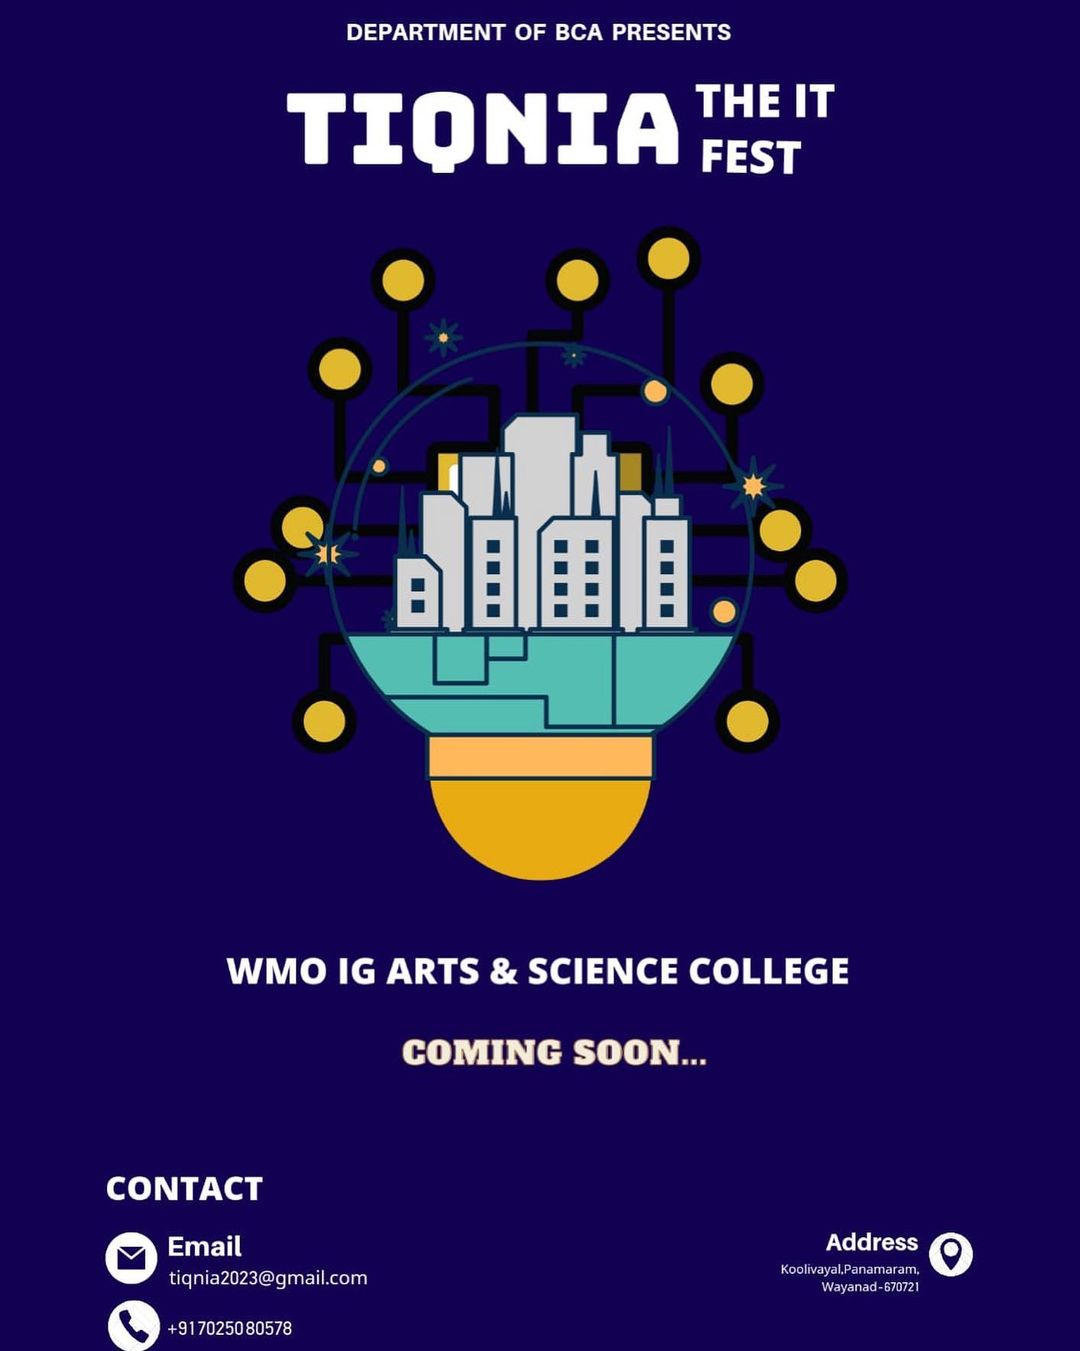 DEPARTMENT OF BCA PRESENTS
TIQNIA THE IT
FEST
WMO IG ARTS & SCIENCE COLLEGE
COMING SOON...
CONTACT
Email
tiqnia2023@gmail.com
+917025080578
Address
Koolivayal,Panamaram,
Wayanad-670721